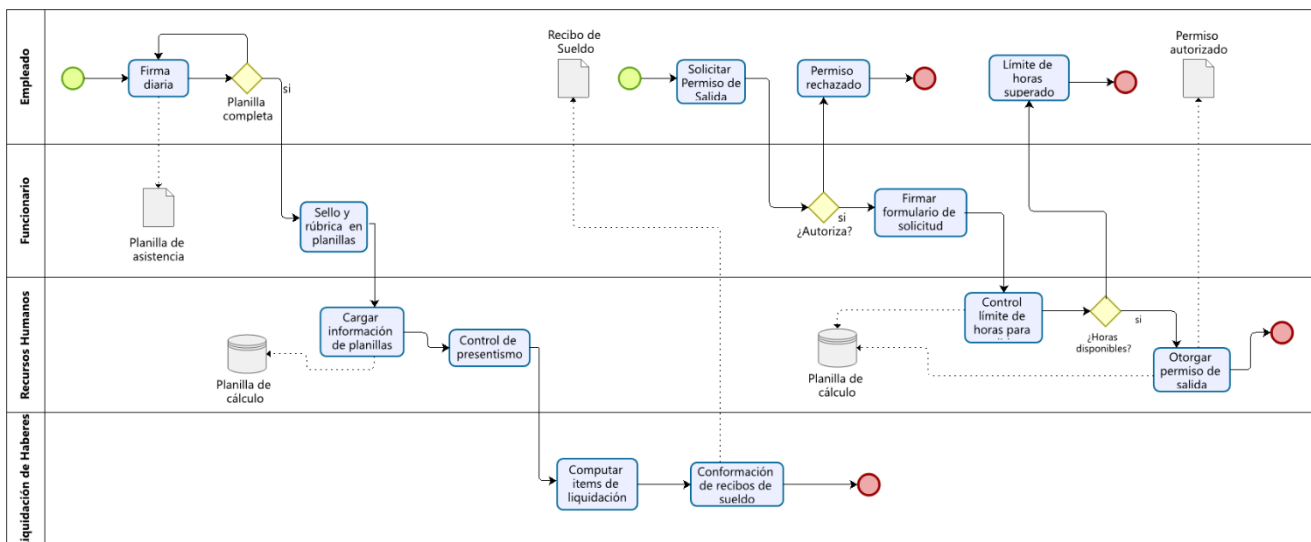 Empleado
Firma
diaria
si
Planilla
completa
Recibo de
Sueldo
Solicitar
Permiso de
Salida
Permiso
rechazado
Límite de
horas superado
Permiso
autorizado
Funcionario
Planilla de
asistencia
Sello y
rúbrica en
planillas
si
¿Autoriza?
Firmar
formulario de
solicitud
Recursos Humanos
Planilla de
cálculo
Cargar
información
de planillas
Control de
presentismo
Planilla de
cálculo
Control
límite de
horas para
¿Horas
disponibles?
si
Otorgar
permiso de
salida
Liquidación de Haberes
Computar
items de
liquidación
Conformación
de recibos de
sueldo